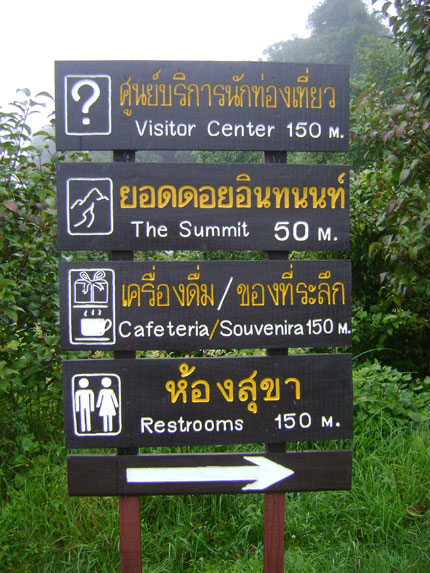 ?
ศูนย์บริการนักท่องเที่ยว
Visitor Center 150 M.
ยอดดอยอินทนนท์
The Summit 50 M.
เครื่องดื่ม/ของที่ระลึก
Cafeteria/Souvenira 150 M.
ห้องสุขา
Restrooms 150 M.